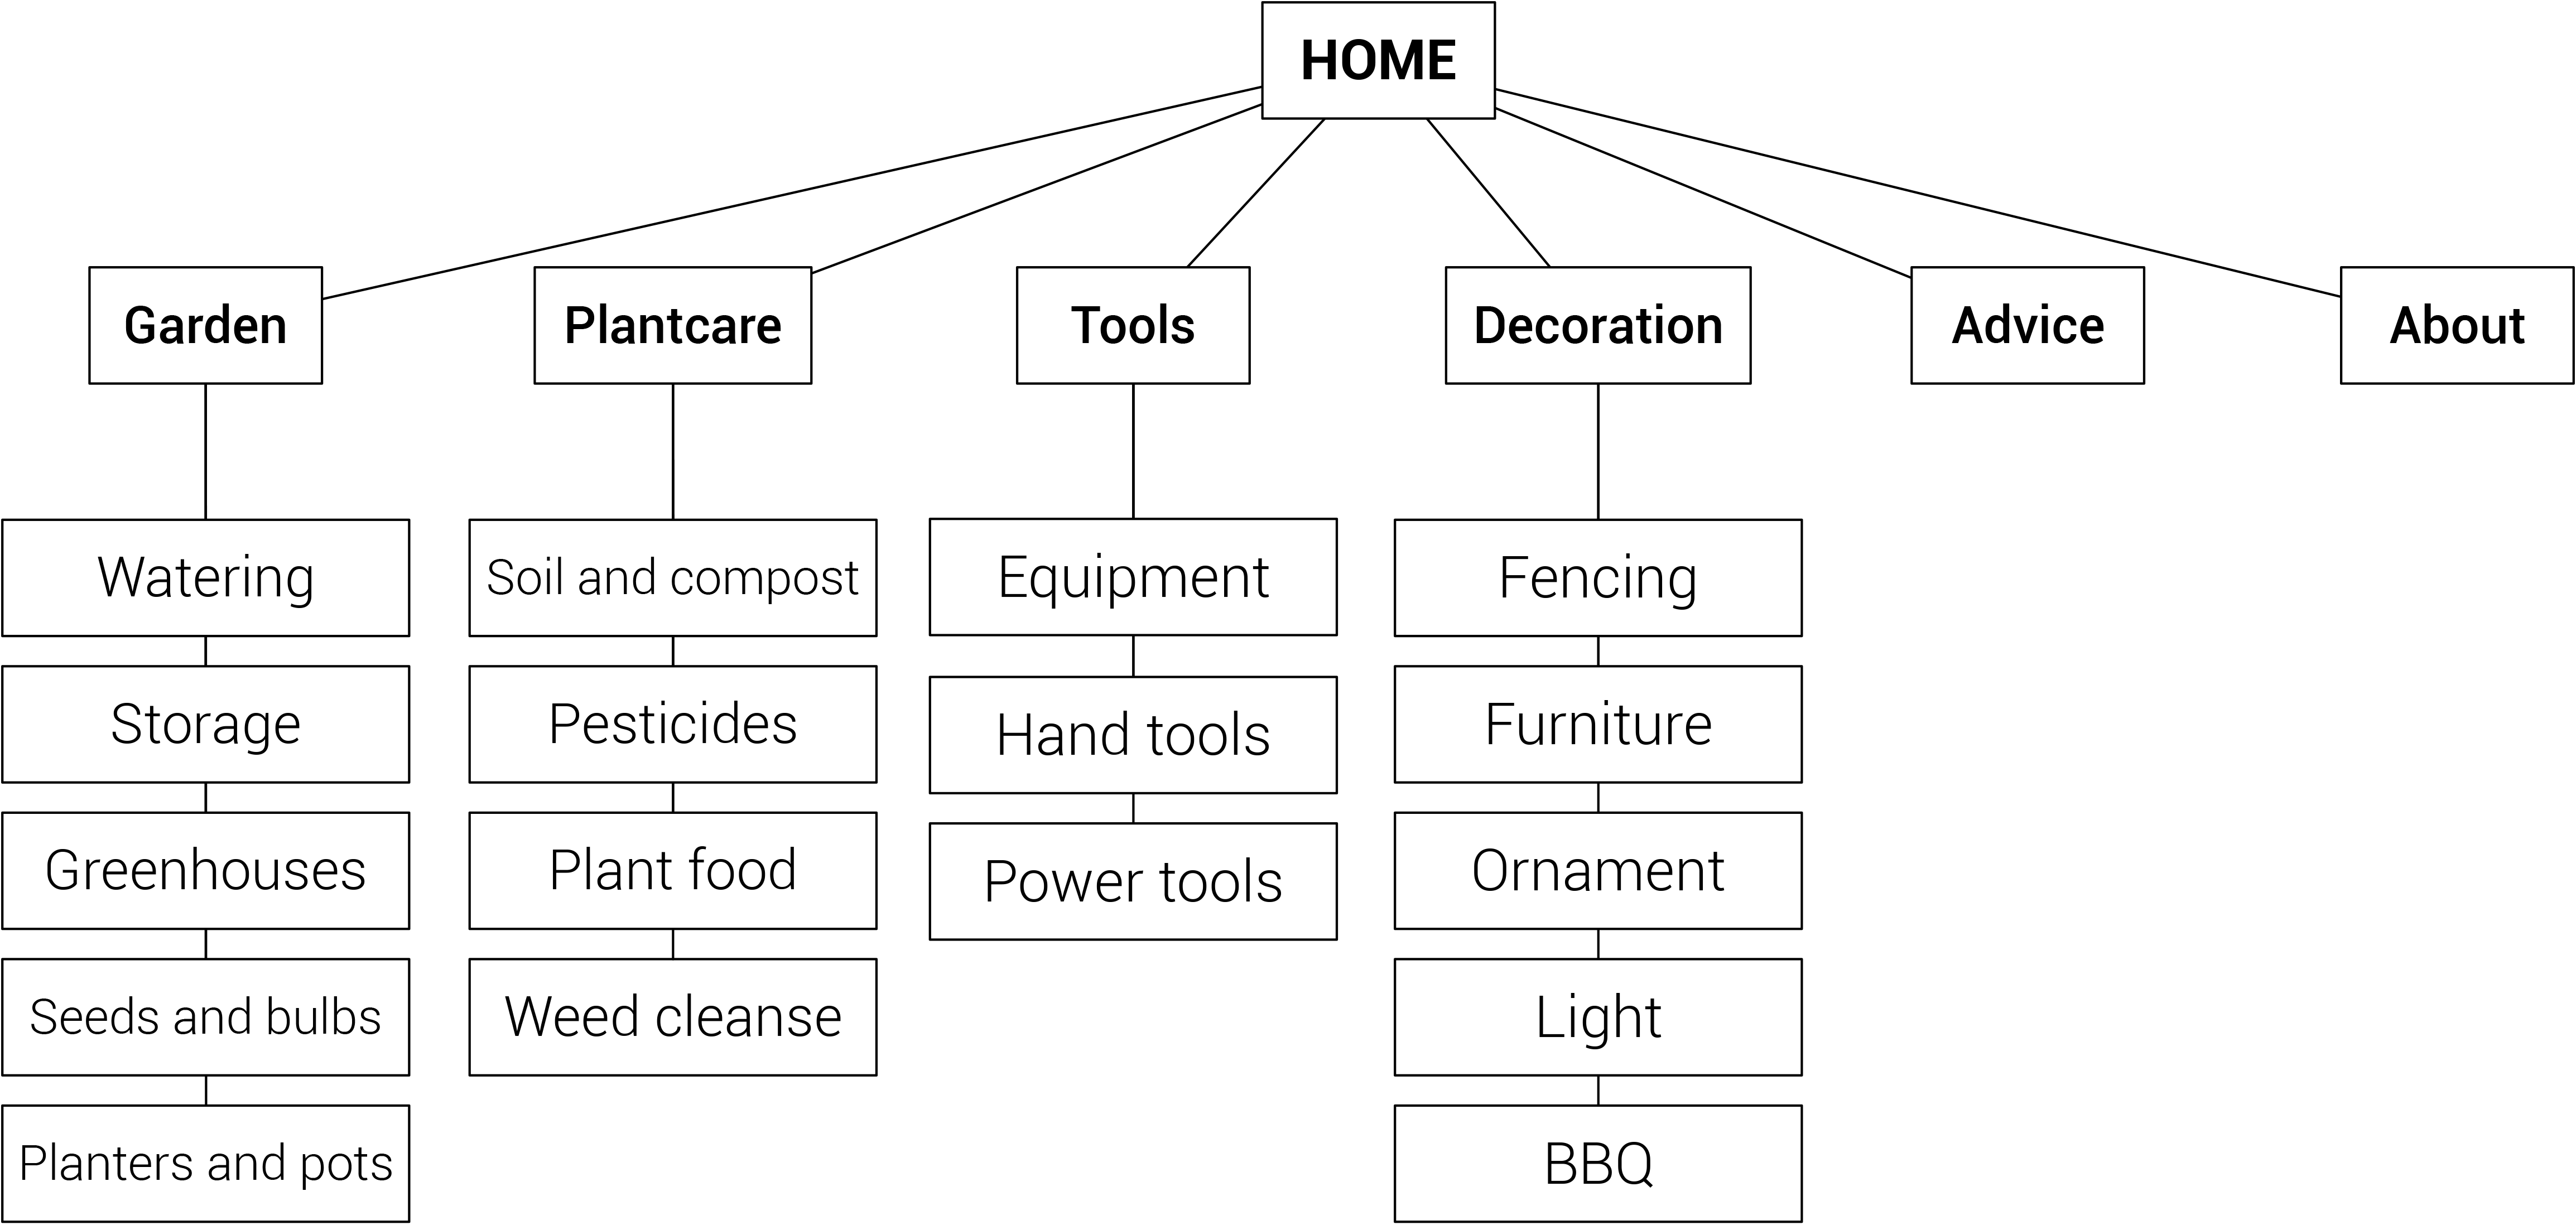 HOME
Garden
Plantcare
Tools
Decoration
Advice
About
Watering
Storage
Greenhouses
Seeds and bulbs
Planters and pots
Soil and compost
Pesticides
Plant food
Weed cleanse
Equipment
Hand tools
Power tools
Fencing
Furniture
Ornament
Light
BBQ